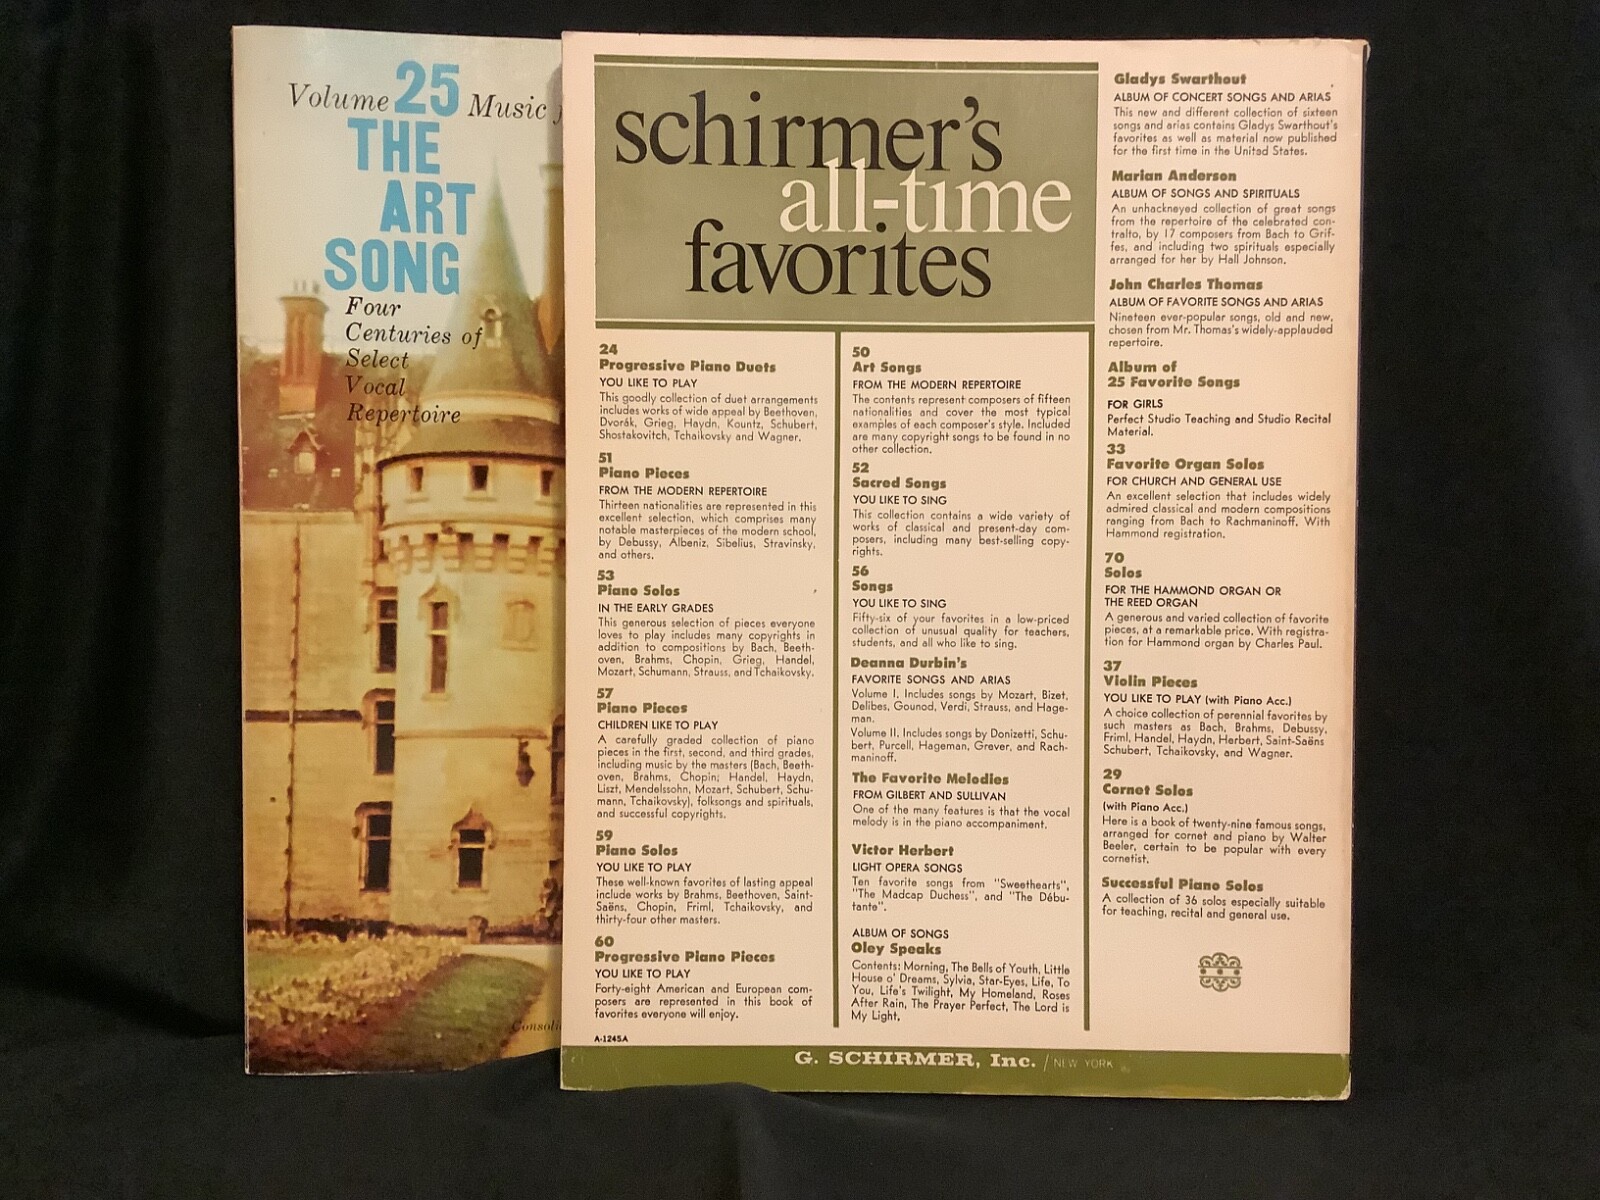 Volume 25 Music
THE
ART
SONG
Four
Centuries of
Select
Vocal
Repertoire
schirmer's
all-time
favorites
24
Progressive Piano Duets
YOU LIKE TO PLAY
This goodly collection of duet arrangements
includes works of wide appeal by Beethoven,
Dvorák, Grieg, Haydn, Kountz, Schubert,
Shostakovitch, Tchaikovsky and Wagner.
51
Piano Pieces
FROM THE MODERN REPERTOIRE
Thirteen nationalities are represented in this
excellent selection, which comprises many
notable masterpieces of the modern school,
by Debussy, Albeniz, Sibelius, Stravinsky,
and others.
53
Piano Solos
IN THE EARLY GRADES
This generous selection of pieces everyone
loves to play includes many copyrights in
addition to compositions by Bach, Beeth-
oven, Brahms, Chopin, Grieg, Handel,
Mozart, Schumann, Strauss, and Tchaikovsky.
57
Piano Pieces
CHILDREN LIKE TO PLAY
A carefully graded collection of piano
pieces in the first, second, and third grades,
including music by the masters (Bach, Beeth-
oven, Brahms, Chopin, Handel, Haydn,
Liszt, Mendelssohn, Mozart, Schubert, Schu-
mann, Tchaikovsky), folksongs and spirituals,
and successful copyrights.
59
Piano Solos
YOU LIKE TO PLAY
These well-known favorites of lasting appeal
include works by Brahms, Beethoven, Saint-
Saëns, Chopin, Friml, Tchaikovsky, and
thirty-four other masters.
60
Progressive Piano Pieces
YOU LIKE TO PLAY
Forty-eight American and European com-
posers are represented in this book of
favorites everyone will enjoy.
A-1245A
50
Art Songs
FROM THE MODERN REPERTOIRE
The contents represent composers of fifteen
nationalities and cover the most typical
examples of each composer's style. Included
are many copyright songs to be found in no
other collection.
52
Sacred Songs
YOU LIKE TO SING
This collection contains a wide variety of
works of classical and present-day com-
posers, including many best-selling copy-
rights.
56
Songs
YOU LIKE TO SING
Fifty-six of your favorites in a low-priced
collection of unusual quality for teachers,
students, and all who like to sing.
Deanna Durbin's
FAVORITE SONGS AND ARIAS
Volume I. Includes songs by Mozart, Bizet,
Delibes, Gounod, Verdi, Strauss, and Hage-
man.
Volume II. Includes songs by Donizetti, Schu-
bert, Purcell, Hageman, Grever, and Rach-
maninoff.
The Favorite Melodies
FROM GILBERT AND SULLIVAN
One of the many features is that the vocal
melody is in the piano accompaniment.
Victor Herbert
LIGHT OPERA SONGS
Ten favorite songs from "Sweethearts",
"The Madcap Duchess", and "The Débu-
tante".
ALBUM OF SONGS
Oley Speaks
Contents: Morning, The Bells of Youth, Little
House o' Dreams, Sylvia, Star-Eyes, Life, To
You, Life's Twilight, My Homeland, Roses
After Rain, The Prayer Perfect, The Lord is
My Light.
Gladys Swarthout
ALBUM OF CONCERT SONGS AND ARIAS
This new and different collection of sixteen
songs and arias contains Gladys Swarthout's
favorites as well as material now published
for the first time in the United States.
Marian Anderson
ALBUM OF SONGS AND SPIRITUALS
An unhackneyed collection of great songs
from the repertoire of the celebrated con-
tralto, by 17 composers from Bach to Grif-
fes, and including two spirituals especially
arranged for her by Hall Johnson.
John Charles Thomas
ALBUM OF FAVORITE SONGS AND ARIAS
Nineteen ever-popular songs, old and new,
chosen from Mr. Thomas's widely-applauded
repertoire.
Album of
25 Favorite Songs
FOR GIRLS
Perfect Studio Teaching and Studio Recital
Material.
33
Favorite Organ Solos
FOR CHURCH AND GENERAL USE
An excellent selection that includes widely
admired classical and modern compositions
ranging from Bach to Rachmaninoff. With
Hammond registration.
70
Solos
FOR THE HAMMOND ORGAN OR
THE REED ORGAN
A generous and varied collection of favorite
pieces, at a remarkable price. With registra-
tion for Hammond organ by Charles Paul.
37
Violin Pieces
YOU LIKE TO PLAY (with Piano Acc.)
A choice collection of perennial favorites by
such masters as Bach, Brahms, Debussy,
Friml, Handel, Haydn, Herbert, Saint-Saëns
Schubert, Tchaikovsky, and Wagner.
29
Cornet Solos
(with Piano Acc.)
Here is a book of twenty-nine famous songs,
arranged for cornet and piano by Walter
Beeler, certain to be popular with every
cornetist.
Successful Piano Solos
A collection of 36 solos especially suitable
for teaching, recital and general use.
G. SCHIRMER, Inc. / NEW YORK